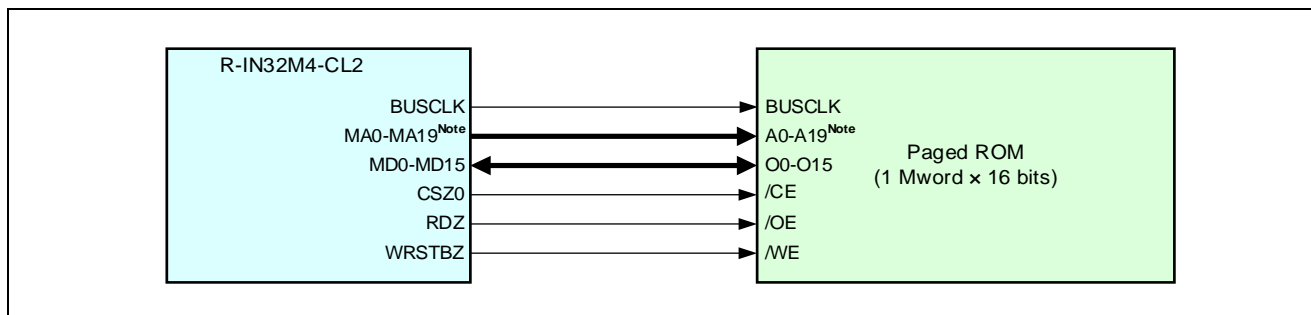 R-IN32M4-CL2
BUSCLK
MA0-MA19Note
MD0-MD15
CSZ0
RDZ
WRSTBZ
BUSCLK
A0-A19Note
O0-O15
/CE
/OE
/WE
Paged ROM
(1 Mword × 16 bits)